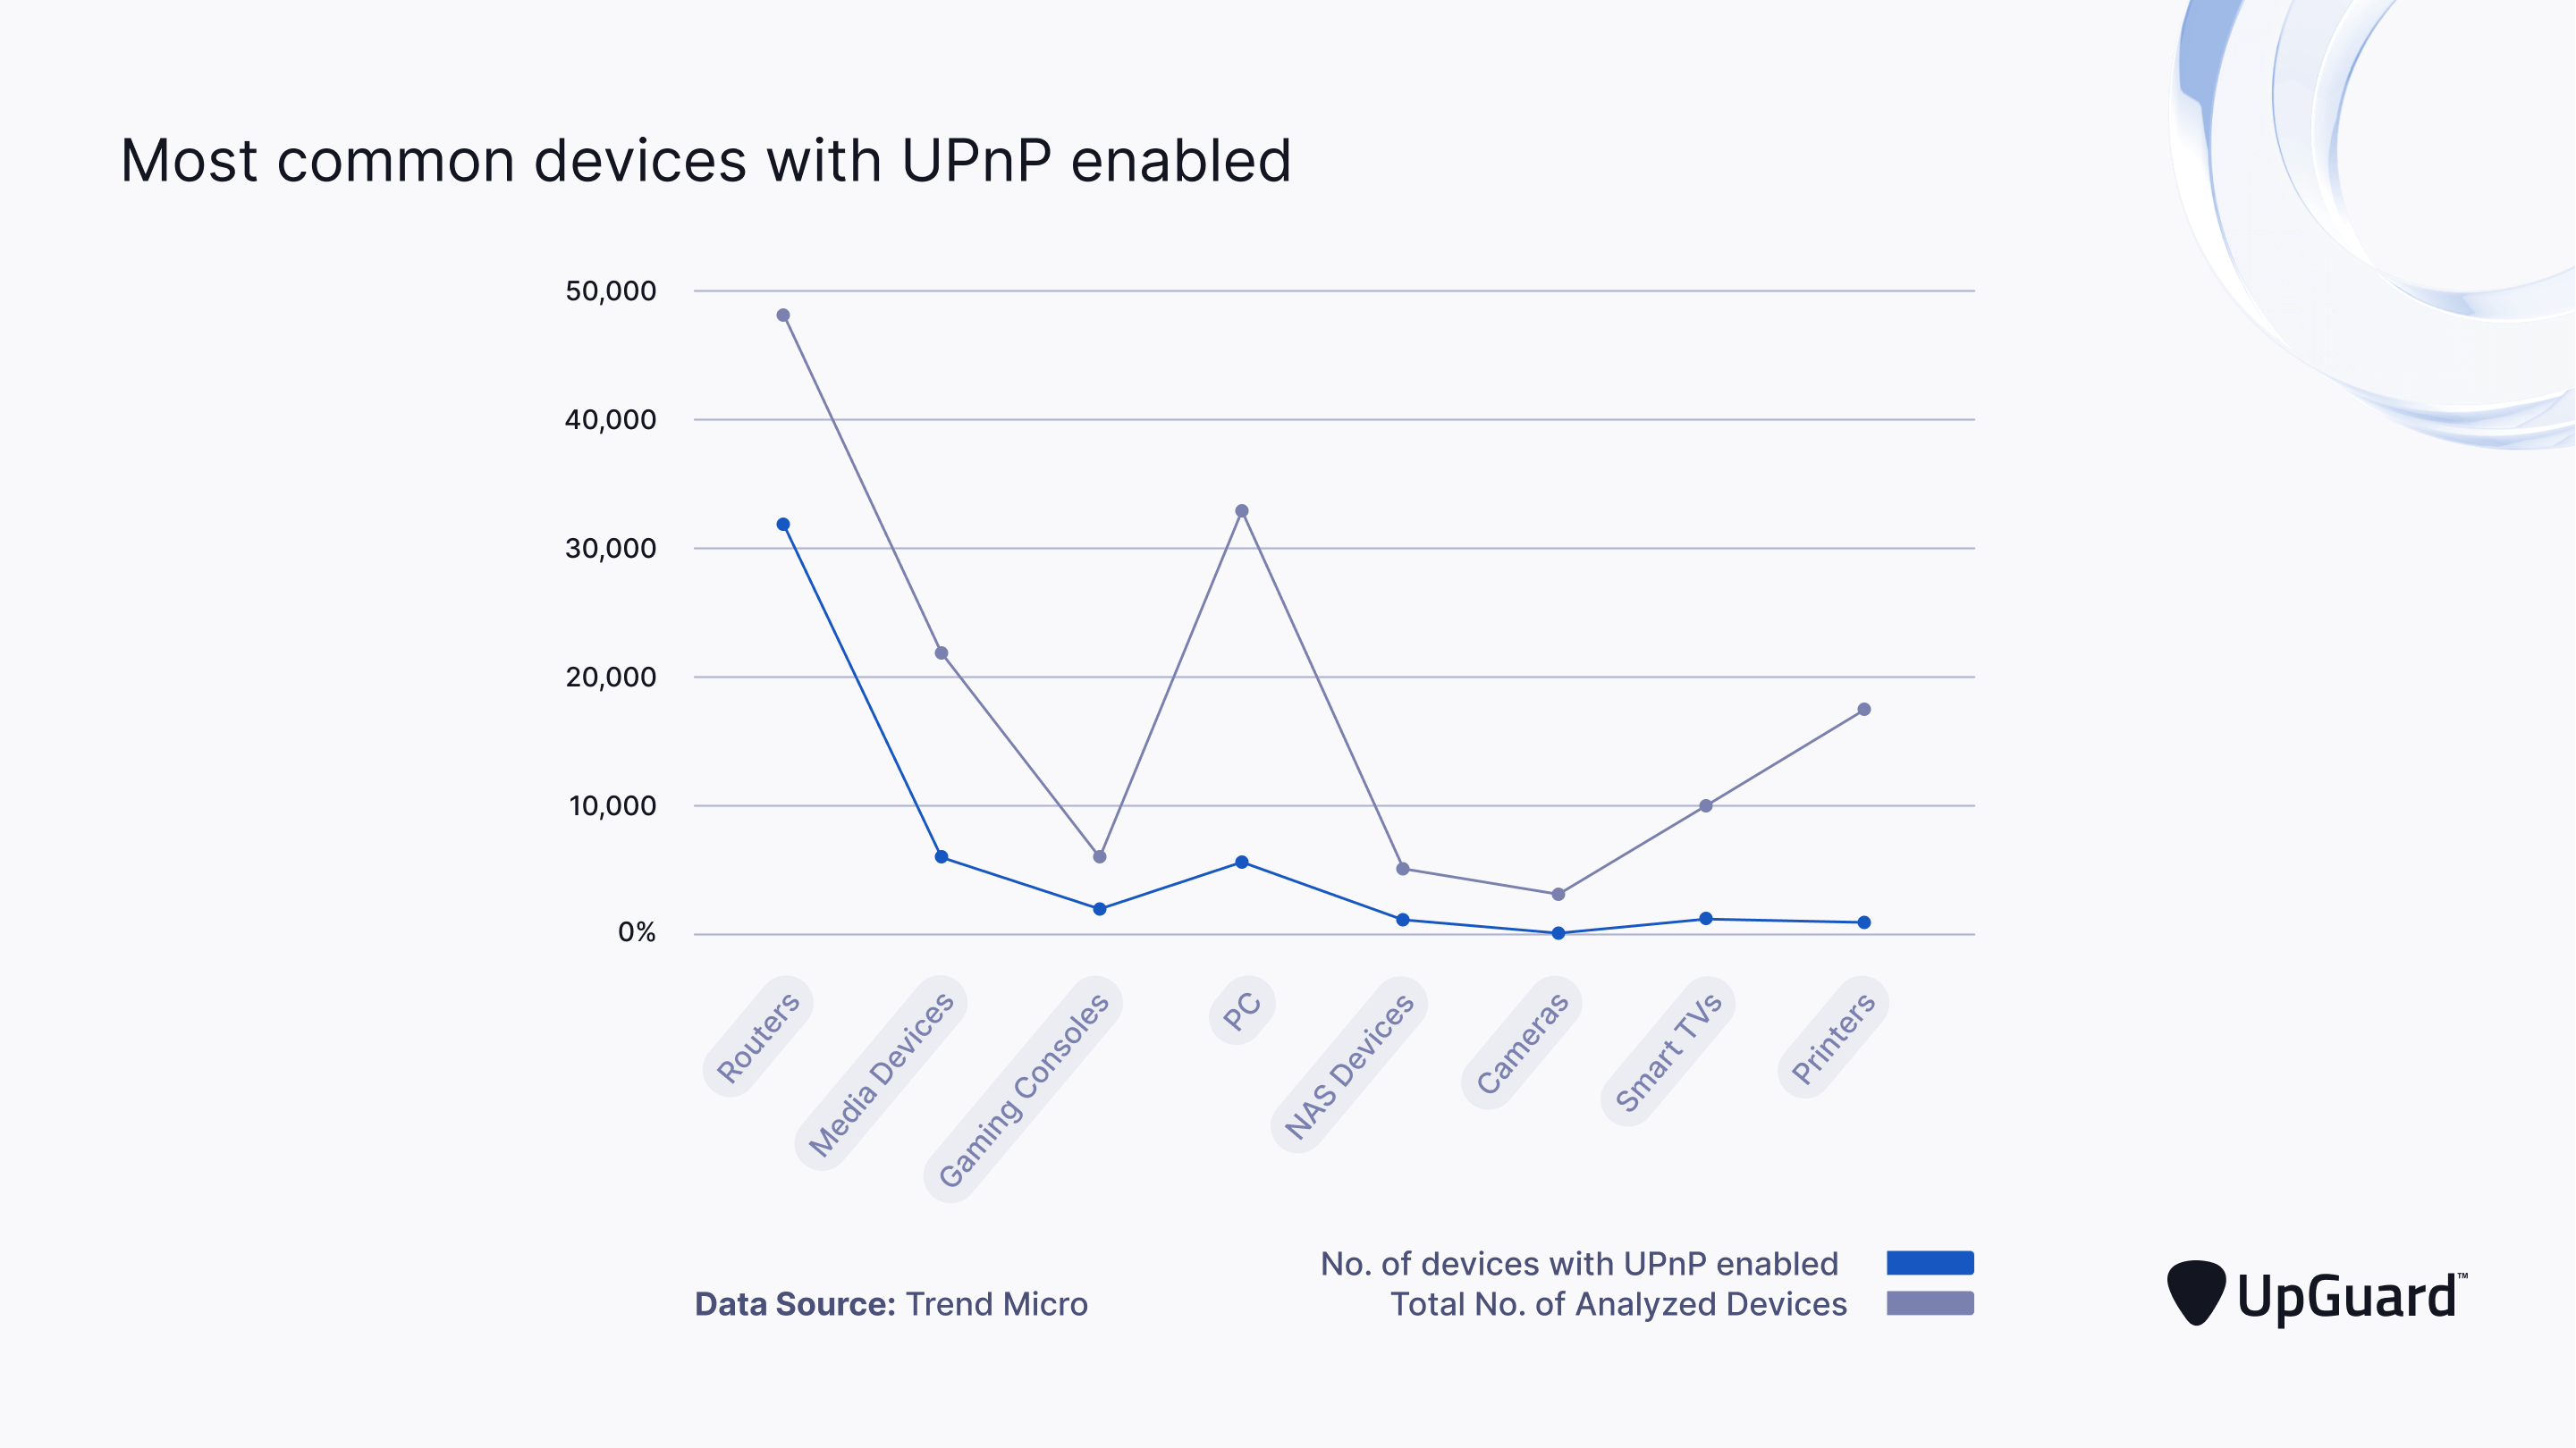 Most common devices with UPnP enabled
50,000
40,000
30,000
20,000
10,000
0%
Routers
Media Devices
Gaming Consoles
PC
NAS Devices
Cameras
Smart TVs
Printers
No. of devices with UPnP enabled
Data Source: Trend Micro
Total No. of Analyzed Devices
UpGuard™